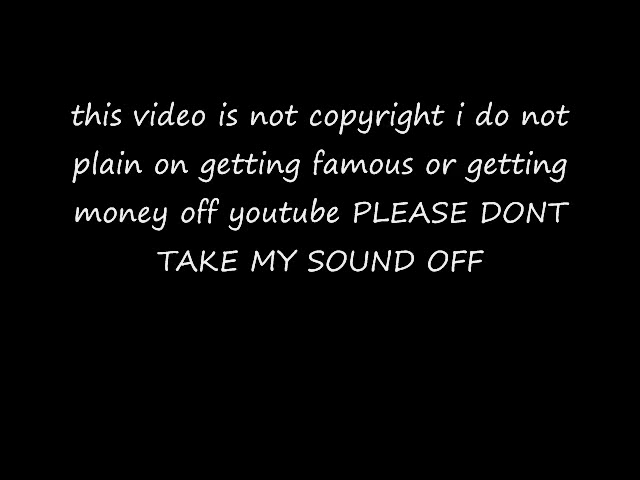 this video is not copyright i do not
plain on getting famous or getting
money off youtube PLEASE DONT
TAKE MY SOUND OFF